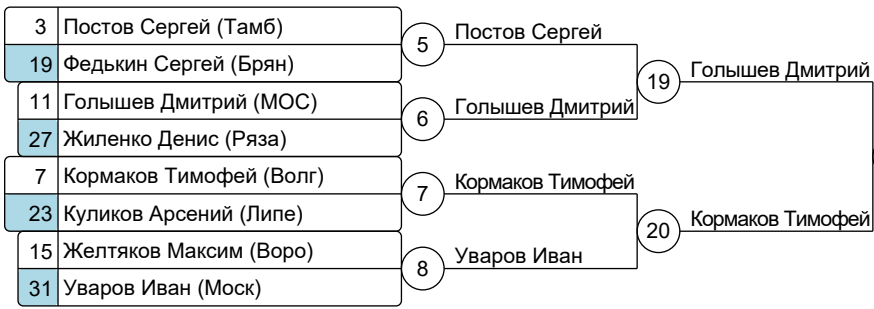 3 Постов Сергей (Тамб)
19 Федькин Сергей (Брян)
11 Голышев Дмитрий (МОС)
27 Жиленко Денис (Ряза)
7 Кормаков Тимофей (Волг)
23 Куликов Арсений (Липе)
15 Желтяков Максим (Воро)
31 Уваров Иван (Моск)
5 Постов Сергей
6 Голышев Дмитрий
7 Кормаков Тимофей
8 Уваров Иван
19 Голышев Дмитрий
20 Кормаков Тимофей